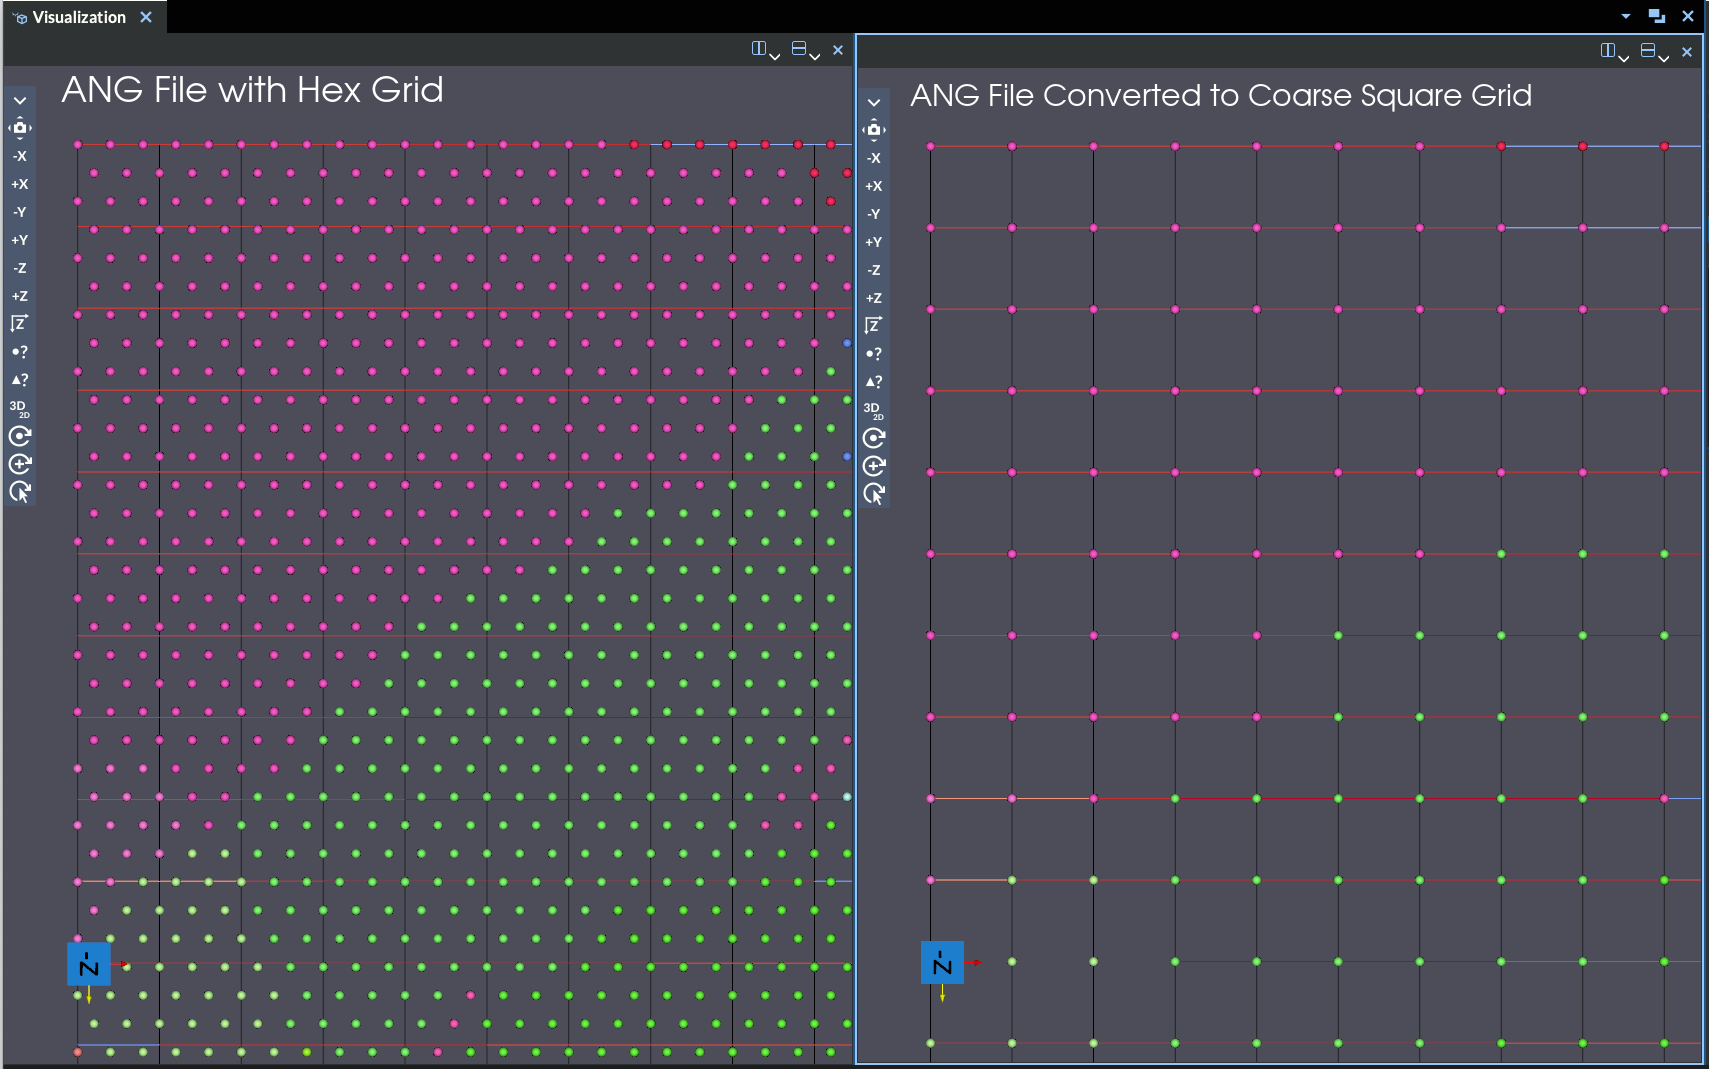 Visualization
ANG File with Hex Grid
-X
+X
-Y
+Y
-Z
+Z
Z
?
?
3D
2D
-Z
ANG File Converted to Coarse Square Grid
-X
+X
-Y
+Y
-Z
+Z
Z
?
?
3D
2D
-Z